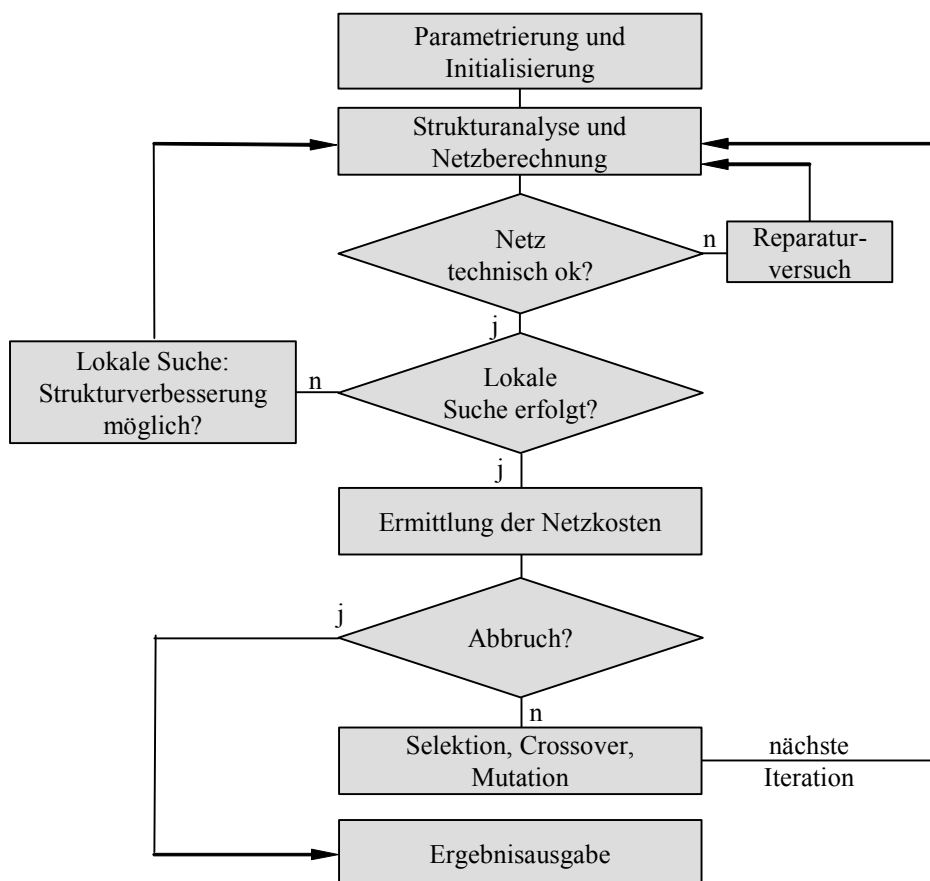 Parametrierung und
Initialisierung
Strukturanalyse und
Netzberechnung
Netz
technisch ok?
n
Reparatur-
versuch
j
Lokale Suche:
Strukturverbesserung
möglich?
n
Lokale
Suche erfolgt?
j
Ermittlung der Netzkosten
j
Abbruch?
n
Selektion, Crossover,
Mutation
nächste
Iteration
Ergebnisausgabe